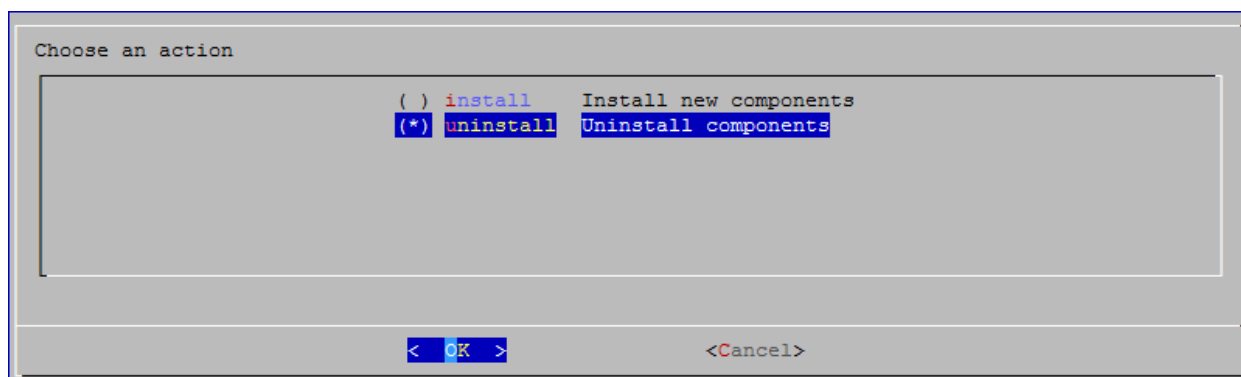 Choose an action
( ) install Install new components
(*) uninstall Uninstall components
< OK > <Cancel>